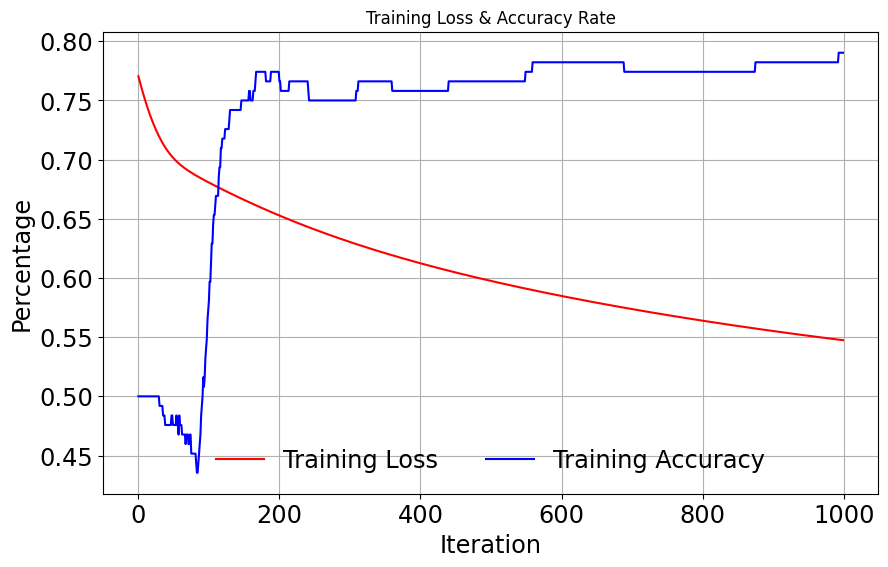 Training Loss & Accuracy Rate
0.80
0.75
0.70
0.65
0.60
0.55
0.50
0.45
Percentage
Training Loss
Training Accuracy
0 200 400 600 800 1000
Iteration